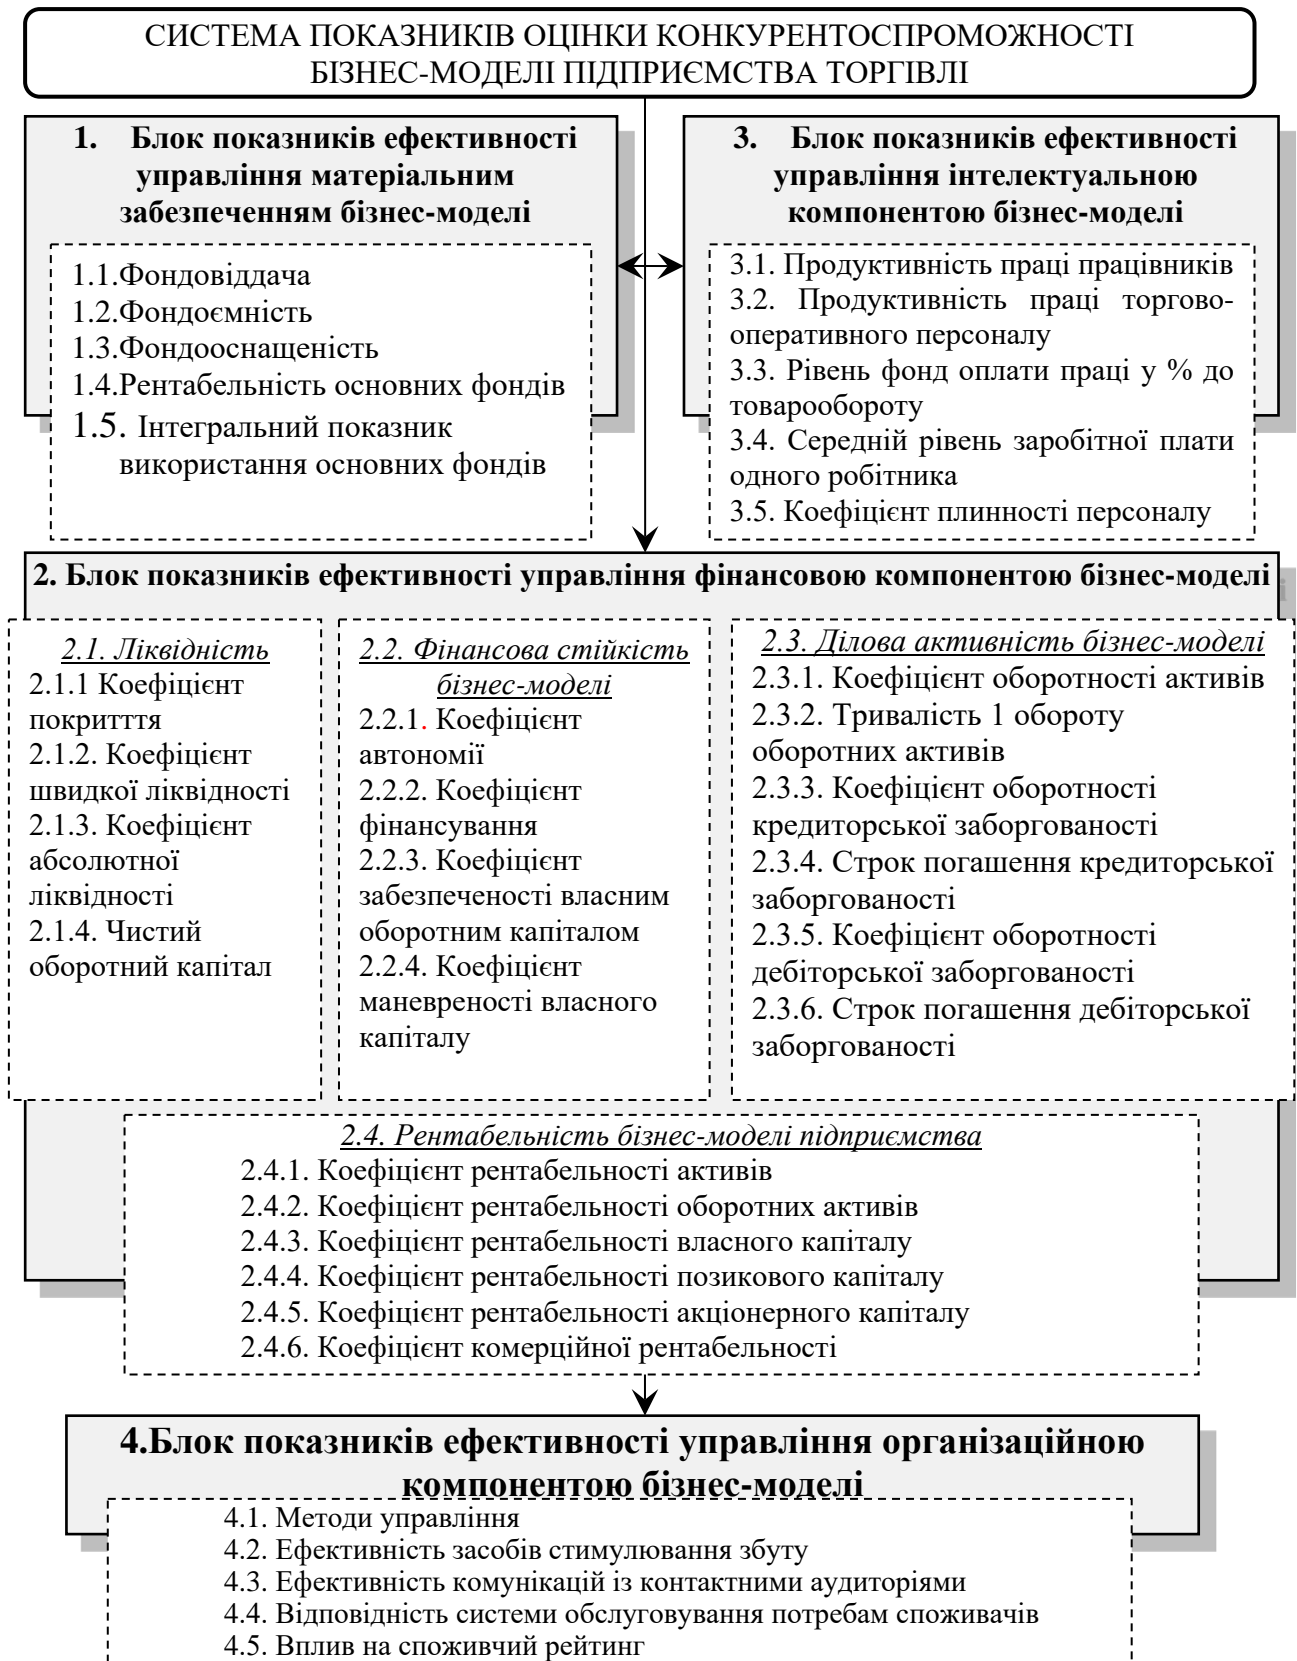 СИСТЕМА ПОКАЗНИКІВ ОЦІНКИ КОНКУРЕНТОСПРОМОЖНОСТІ
БІЗНЕС-МОДЕЛІ ПІДПРИЄМСТВА ТОРГІВЛІ
1. Блок показників ефективності
управління матеріальним
забезпеченням бізнес-моделі
1.1.Фондовіддача
1.2.Фондоємність
1.3.Фондооснащеність
1.4.Рентабельність основних фондів
1.5. Інтегральний показник
використання основних фондів
3. Блок показників ефективності
управління інтелектуальною
компонентою бізнес-моделі
3.1. Продуктивність праці працівників
3.2. Продуктивність праці торгово-
оперативного персоналу
3.3. Рівень фонд оплати праці у % до
товарообороту
3.4. Середній рівень заробітної плати
одного робітника
3.5. Коефіцієнт плинності персоналу
2. Блок показників ефективності управління фінансовою компонентою бізнес-моделі
2.1. Ліквідність
2.1.1 Коефіцієнт
покритття
2.1.2. Коефіцієнт
швидкої ліквідності
2.1.3. Коефіцієнт
абсолютної
ліквідності
2.1.4. Чистий
оборотний капітал
2.2. Фінансова стійкість
бізнес-моделі
2.2.1. Коефіцієнт
автономії
2.2.2. Коефіцієнт
фінансування
2.2.3. Коефіцієнт
забезпеченості власним
оборотним капіталом
2.2.4. Коефіцієнт
маневреності власного
капіталу
2.3. Ділова активність бізнес-моделі
2.3.1. Коефіцієнт оборотності активів
2.3.2. Тривалість 1 обороту
оборотних активів
2.3.3. Коефіцієнт оборотності
кредиторської заборгованості
2.3.4. Строк погашення кредиторської
заборгованості
2.3.5. Коефіцієнт оборотності
дебіторської заборгованості
2.3.6. Строк погашення дебіторської
заборгованості
2.4. Рентабельність бізнес-моделі підприємства
2.4.1. Коефіцієнт рентабельності активів
2.4.2. Коефіцієнт рентабельності оборотних активів
2.4.3. Коефіцієнт рентабельності власного капіталу
2.4.4. Коефіцієнт рентабельності позикового капіталу
2.4.5. Коефіцієнт рентабельності акціонерного капіталу
2.4.6. Коефіцієнт комерційної рентабельності
4.Блок показників ефективності управління організаційною
компонентою бізнес-моделі
4.1. Методи управління
4.2. Ефективність засобів стимулювання збуту
4.3. Ефективність комунікацій із контактними аудиторіями
4.4. Відповідність системи обслуговування потребам споживачів
4.5. Вплив на споживчий рейтинг